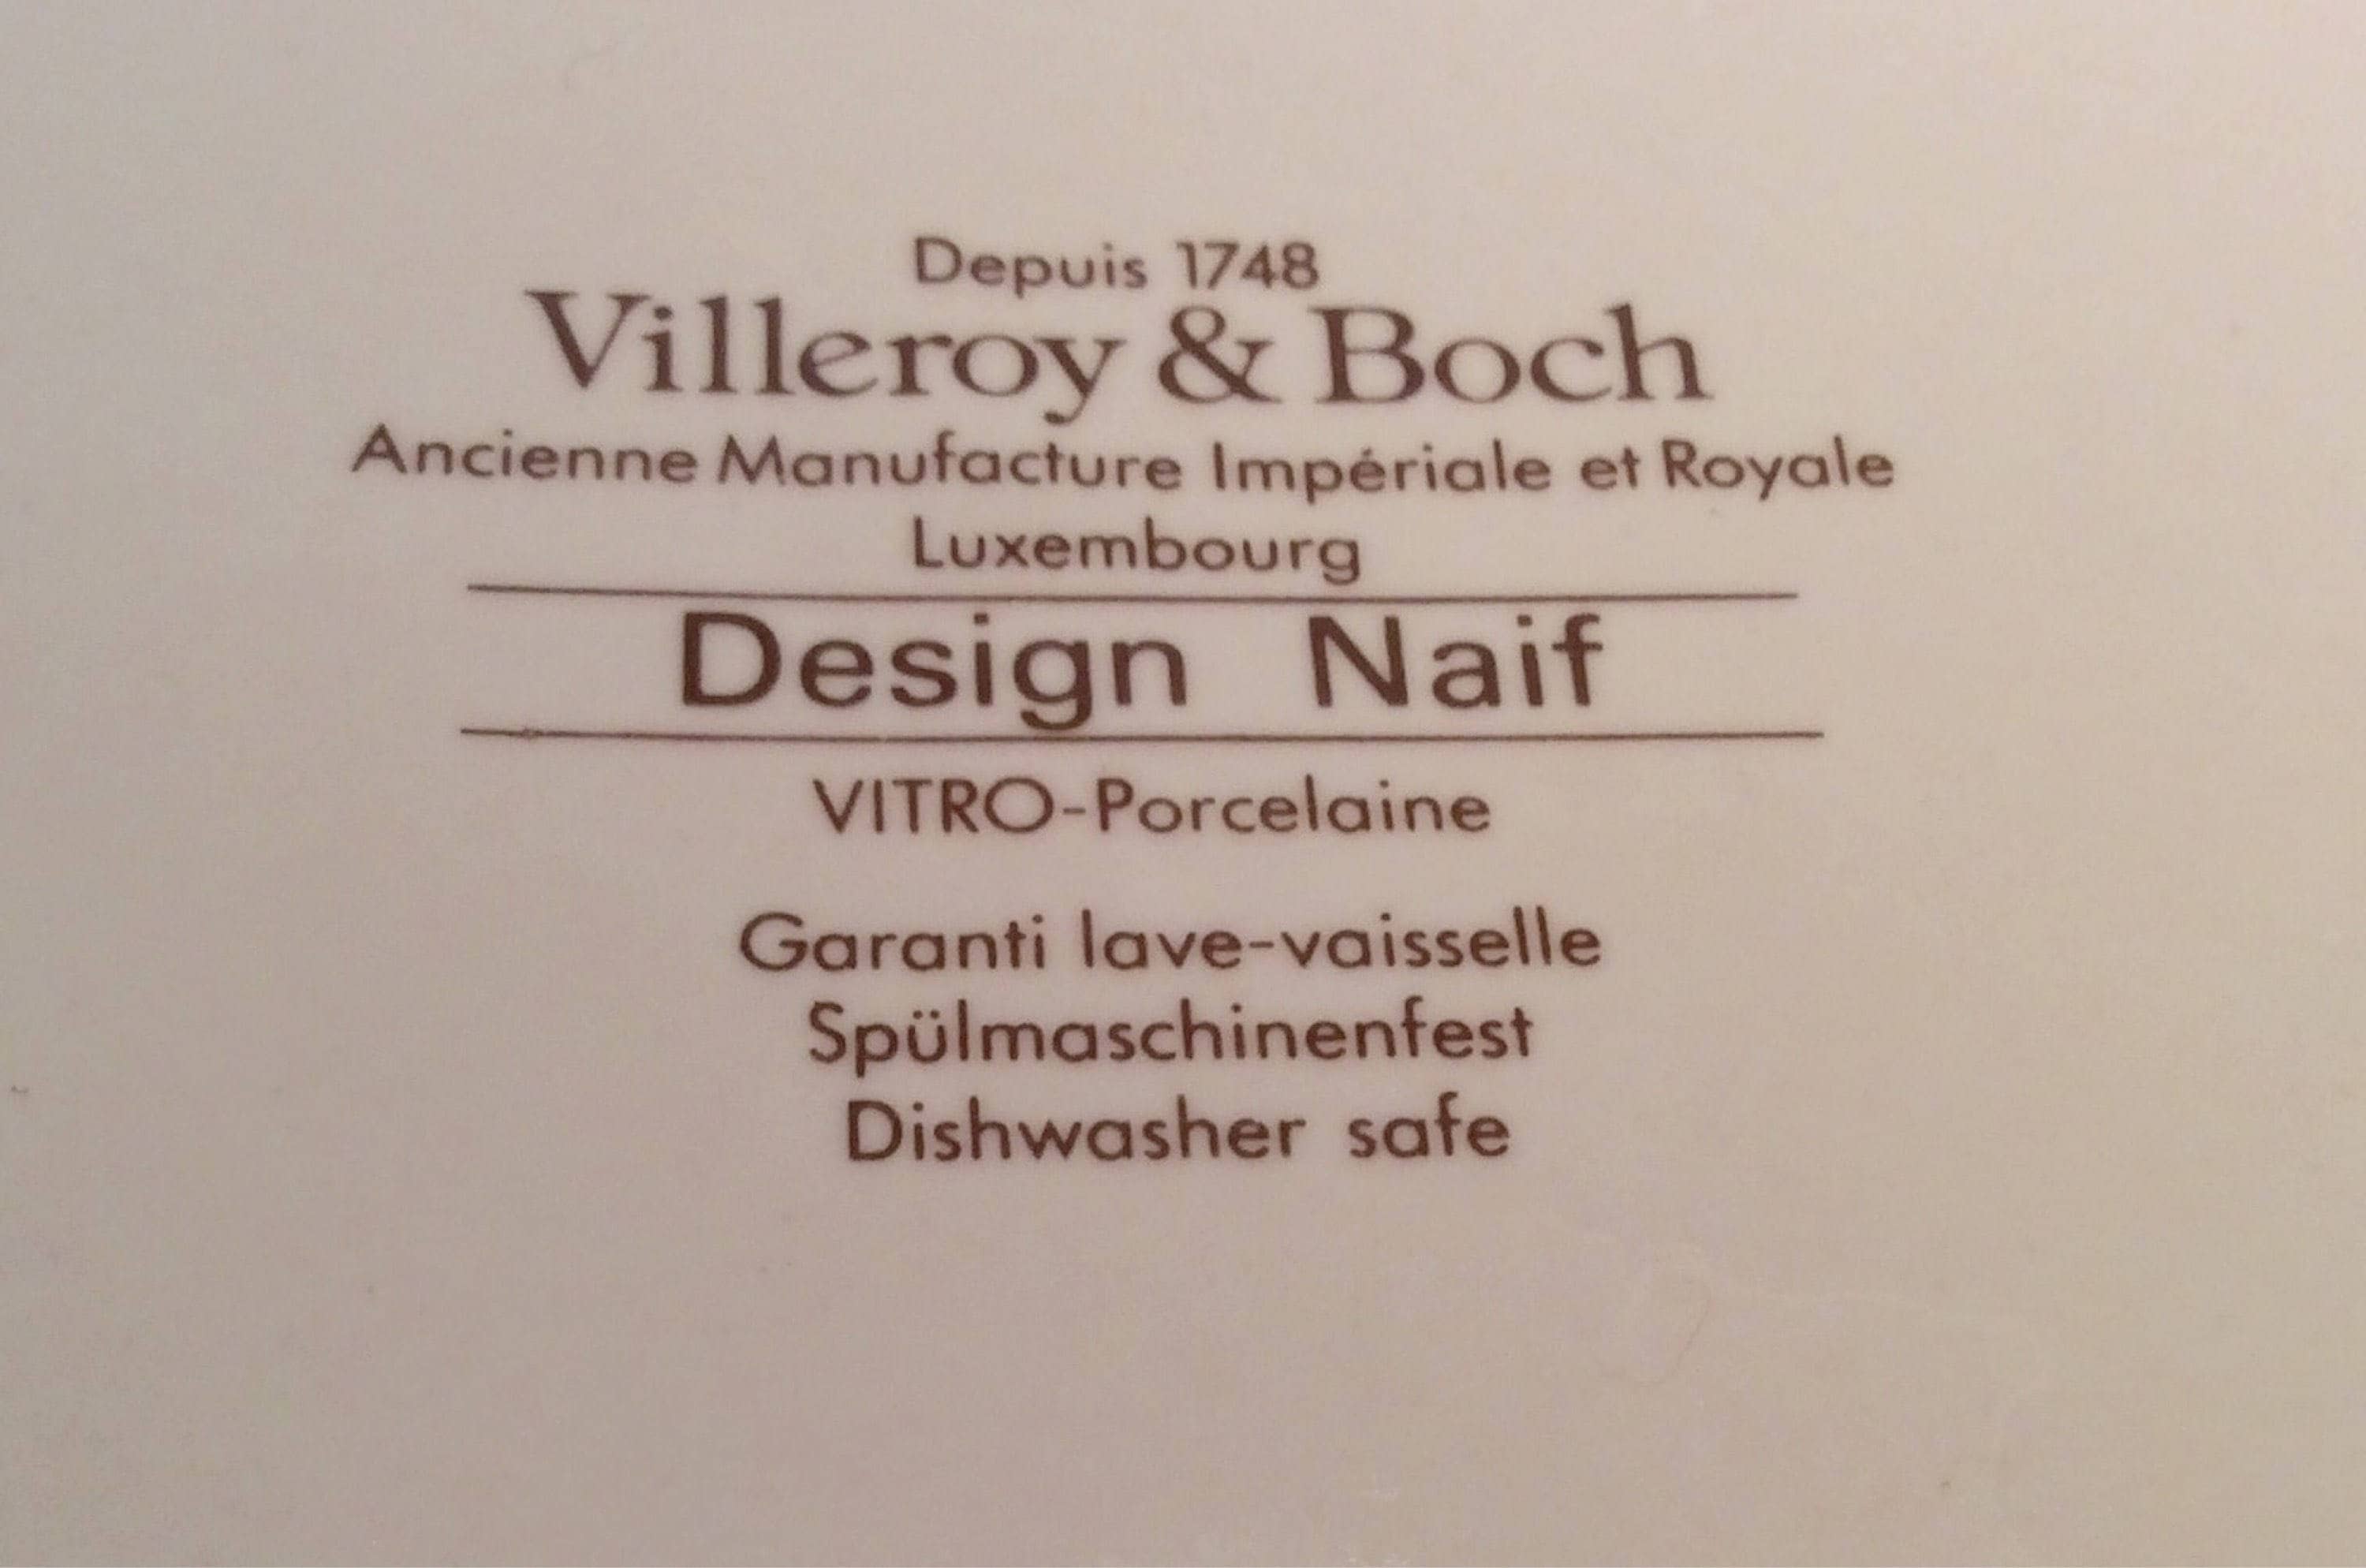 Depuis 1748
Villeroy & Boch
Ancienne Manufacture Impériale et Royale
Luxembourg
Design Naif
VITRO-Porcelaine
Garanti lave-vaisselle
Spülmaschinenfest
Dishwasher safe